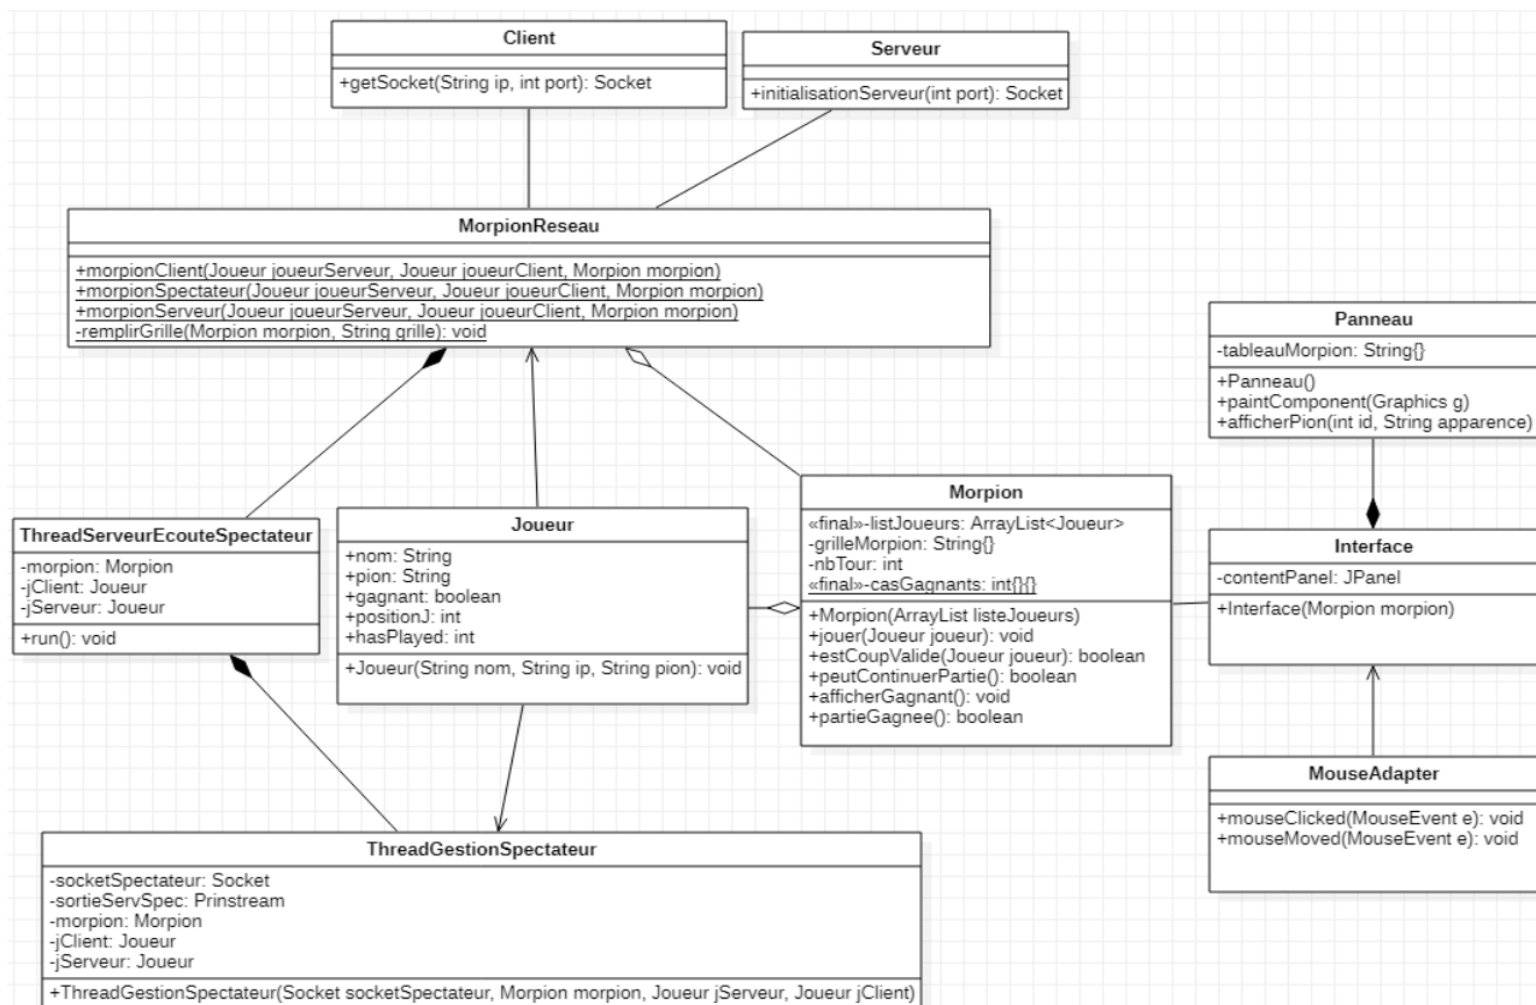 Client
+getSocket(String ip, int port): Socket
Serveur
+initialisationServeur(int port): Socket
MorpionReseau
+morpionClient(Joueur joueurServeur, Joueur joueurClient, Morpion morpion)
+morpionSpectateur(Joueur joueurServeur, Joueur joueurClient, Morpion morpion)
+morpionServeur(Joueur joueurServeur, Joueur joueurClient, Morpion morpion)
-remplirGrille(Morpion morpion, String grille): void
Panneau
-tableauMorpion: String{}
+Panneau()
+paintComponent(Graphics g)
+afficherPion(int id, String apparence)
ThreadServeurEcouteSpectateur
-morpion: Morpion
-jClient: Joueur
-jServeur: Joueur
+run(): void
Joueur
+nom: String
+pion: String
+gagnant: boolean
+positionJ: int
+hasPlayed: int
+Joueur(String nom, String ip, String pion): void
Morpion
«final»-listJoueurs: ArrayList<Joueur>
-grilleMorpion: String{}
-nbTour: int
«final»-casGagnants: int{}{}
+Morpion(ArrayList listeJoueurs)
+jouer(Joueur joueur): void
+estCoupValide(Joueur joueur): boolean
+peutContinuerPartie(): boolean
+afficherGagnant(): void
+partieGagnee(): boolean
Interface
-contentPanel: JPanel
+Interface(Morpion morpion)
MouseAdapter
+mouseClicked(MouseEvent e): void
+mouseMoved(MouseEvent e): void
ThreadGestionSpectateur
-socketSpectateur: Socket
-sortieServSpec: Prinstream
-morpion: Morpion
-jClient: Joueur
-jServeur: Joueur
+ThreadGestionSpectateur(Socket socketSpectateur, Morpion morpion, Joueur jServeur, Joueur jClient)